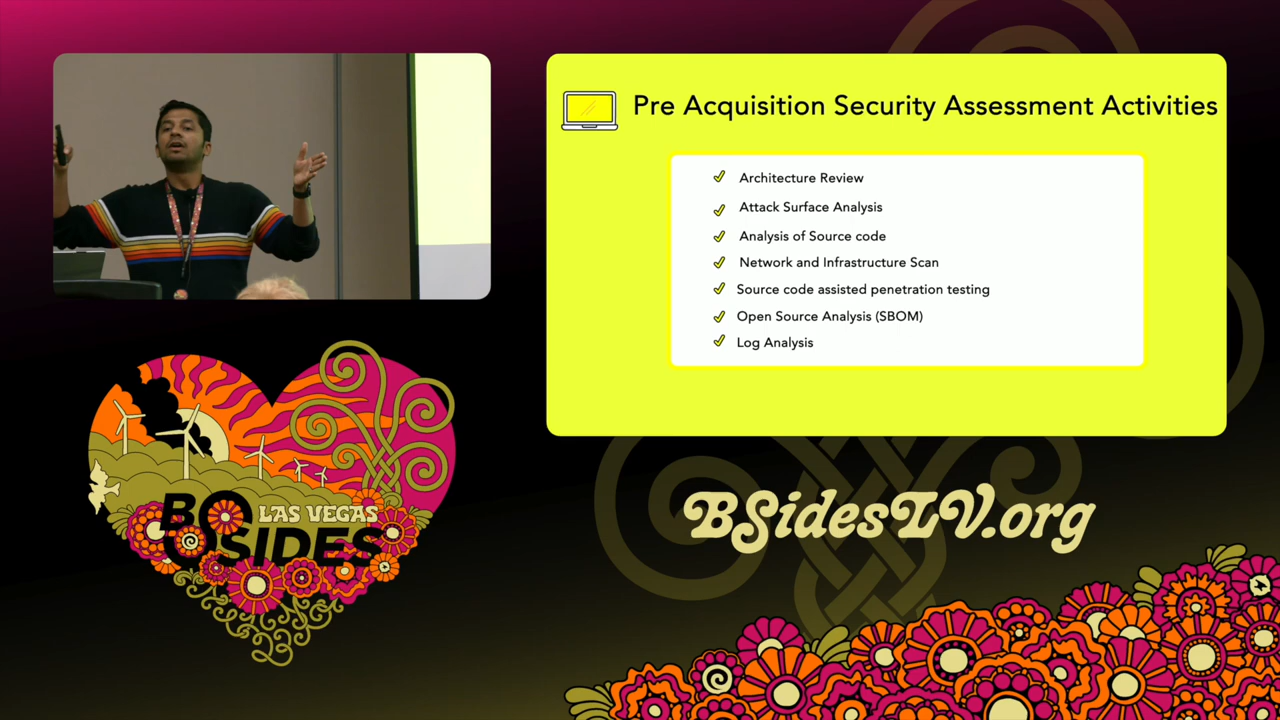 Pre Acquisition Security Assessment Activities
Architecture Review
Attack Surface Analysis
Analysis of Source code
Network and Infrastructure Scan
Source code assisted penetration testing
Open Source Analysis (SBOM)
Log Analysis
LAS VEGAS
BSidesLV.org
23